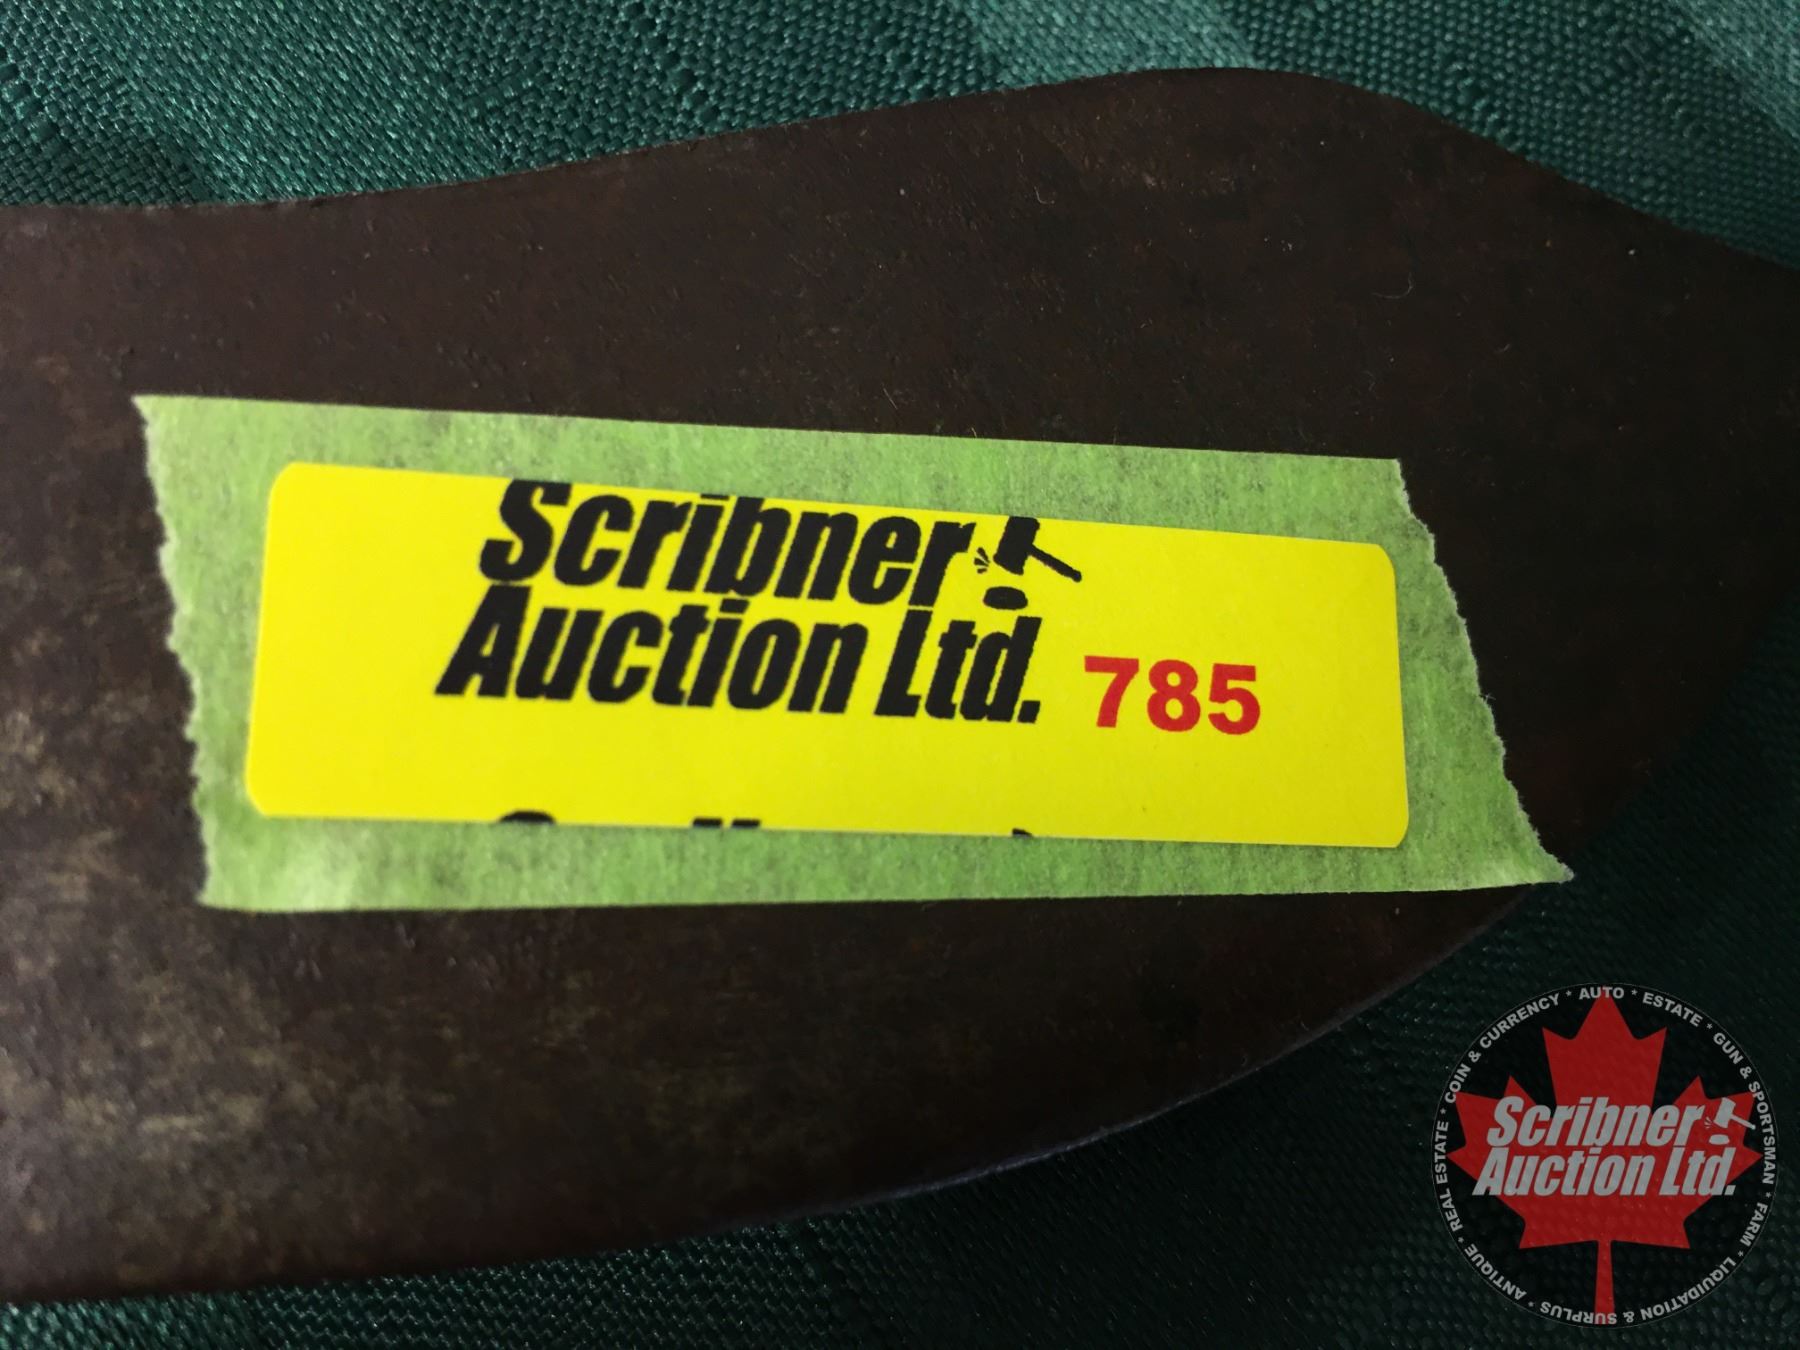 Scribner
Auction Ltd. 785
COIN & CURRENCY * AUTO * ESTATE * GUN & SPORTSMAN * FARM * LIQUIDATION & SURPLUS * ANTIQUE * REAL ESTATE *
Scribner
Auction Ltd.